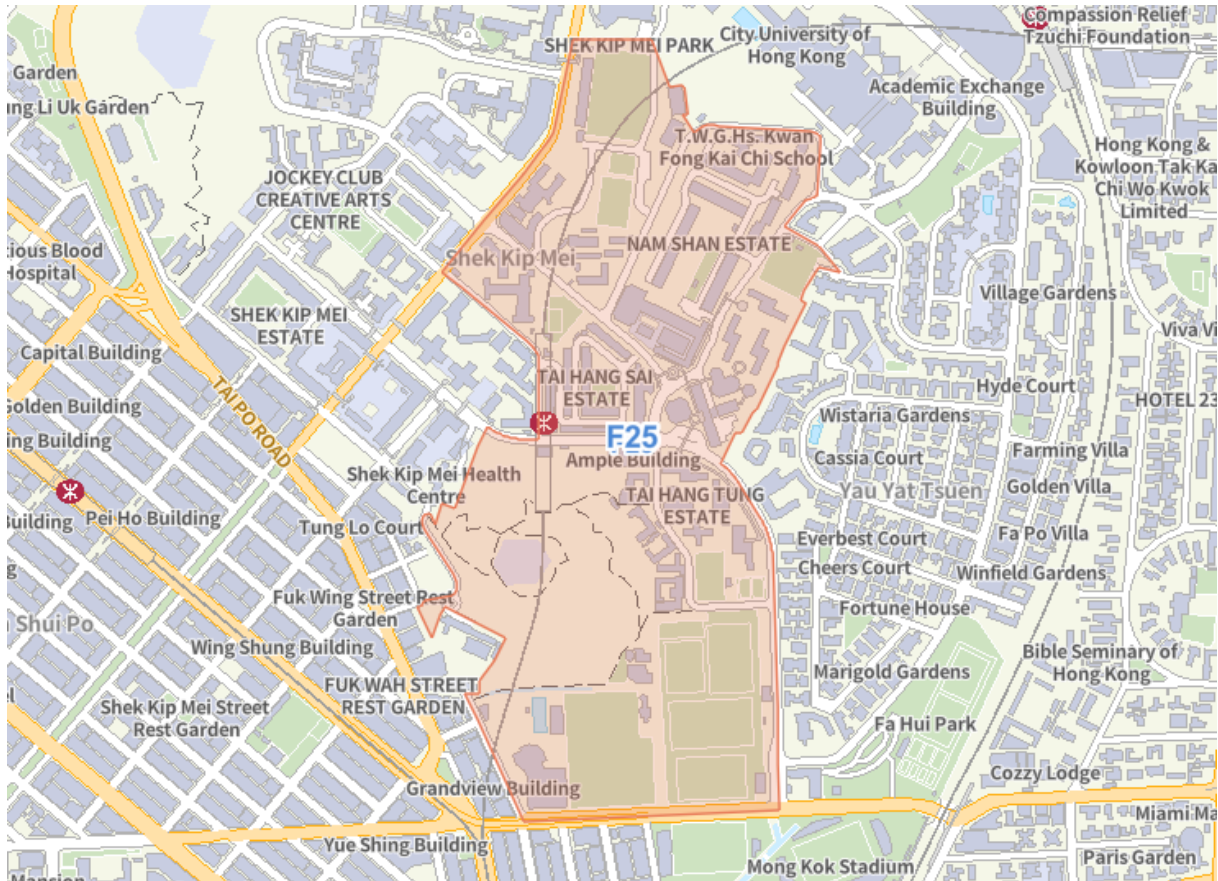 Compassion Relief
Tzuchi Foundation
SHEK KIP MEI PARK
City University of
Hong Kong
Garden
ung Li Uk Garden
Academic Exchange
Building
T.W.G.Hs. Kwan
Fong Kai Chi School
Hong Kong &
Kowloon Tak Ka
Chi Wo Kwok
Limited
JOCKEY CLUB
CREATIVE ARTS
CENTRE
cious Blood
Hospital
Shek Kip Mei
NAM SHAN ESTATE
Village Gardens
SHEK KIP MEI
ESTATE
Viva Vi
Capital Building
TAI PO ROAD
TAI HANG SAI
ESTATE
Hyde Court
HOTEL 23
Golden Building
Wistaria Gardens
ing Building
F25
Ample Building
Cassia Court
Farming Villa
Shek Kip Mei Health
Centre
Yau Yat Tsuen
Golden Villa
TAI HANG TUNG
ESTATE
Building
Pei Ho Building
Tung Lo Court
Everbest Court
Fa Po Villa
Cheers Court
Winfield Gardens
Fuk Wing Street Rest
Garden
Fortune House
Shui Po
Wing Shung Building
Marigold Gardens
Bible Seminary of
Hong Kong
FUK WAH STREET
REST GARDEN
Shek Kip Mei Street
Rest Garden
Fa Hui Park
Cozzy Lodge
Grandview Building
Miami Ma
Yue Shing Building
Mong Kok Stadium
Paris Garden
Mansion